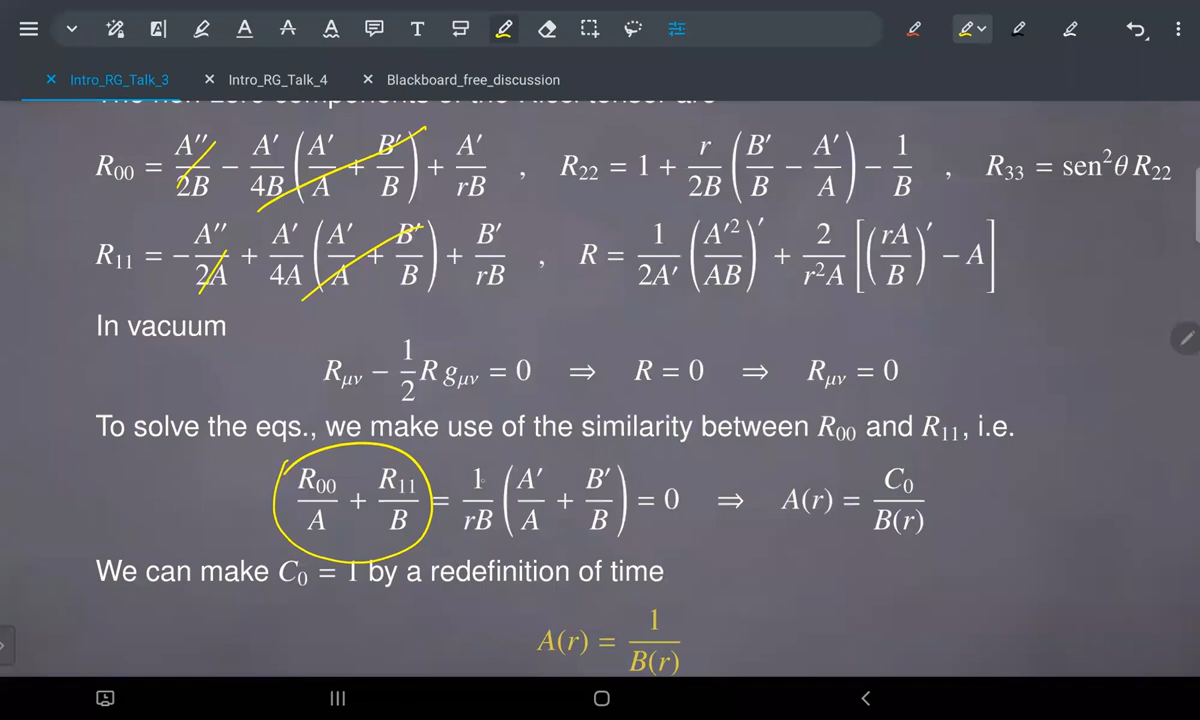 Intro_RG_Talk_3 Intro_RG_Talk_4 Blackboard_free_discussion
R₀₀ = A′′/2B − A′/4B (A′/A + B′/B) + A′/rB , R₂₂ = 1 + r/2B (B′/B − A′/A) − 1/B , R₃₃ = sen²θ R₂₂
R₁₁ = −A′′/2A + A′/4A (A′/A + B′/B) + B′/rB , R = 1/2A′ (A′²/AB)′ + 2/r²A [(rA/B)′ − A]
In vacuum
Rμν − 1/2 R gμν = 0 ⇒ R = 0 ⇒ Rμν = 0
To solve the eqs., we make use of the similarity between R₀₀ and R₁₁, i.e.
R₀₀/A + R₁₁/B = 1/rB (A′/A + B′/B) = 0 ⇒ A(r) = C₀/B(r)
We can make C₀ = 1 by a redefinition of time
A(r) = 1/B(r)